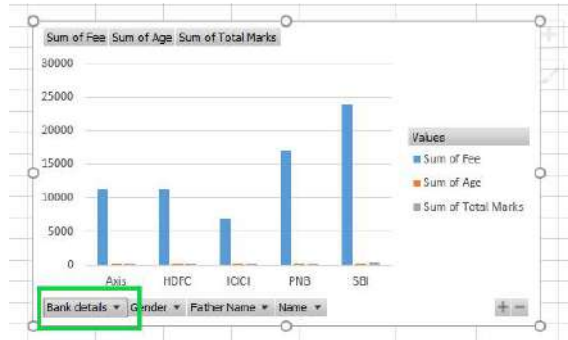 Sum of Fee Sum of Age Sum of Total Marks
30000
25000
20000
15000
10000
5000
0
Axis HDFC ICICI PNB SBI
Values
Sum of Fee
Sum of Age
Sum of Total Marks
Bank details Gender Father Name Name